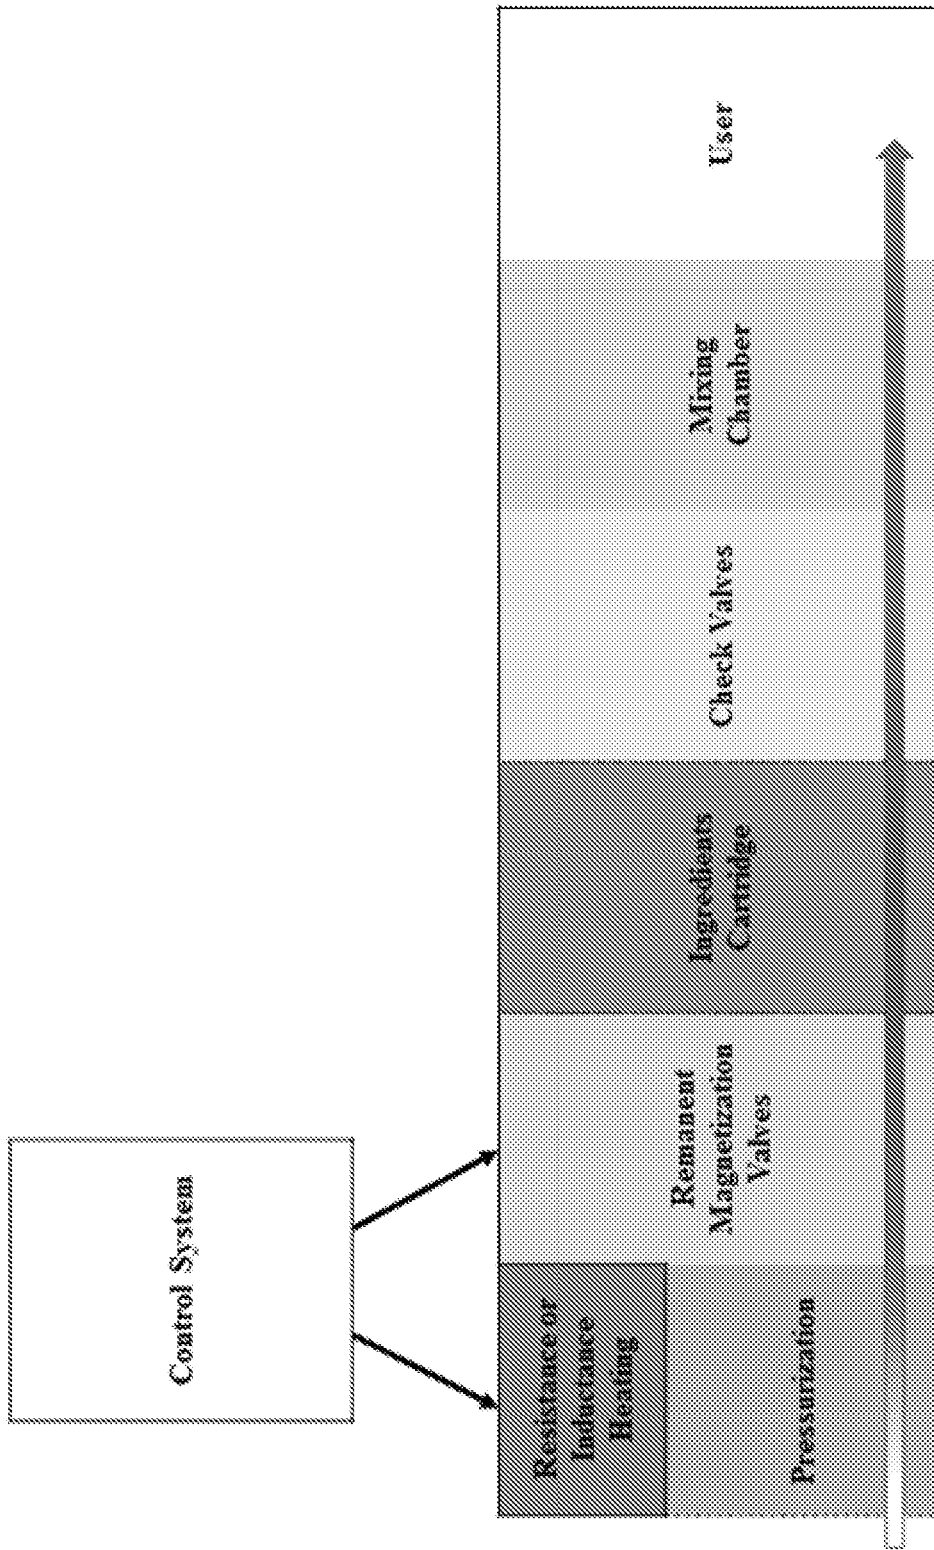 Control System
Resistance or
Inductance
Heating
Pressurization
Remanent
Magnetization
Valves
Ingredients
Cartridge
Check Valves
Mixing
Chamber
User